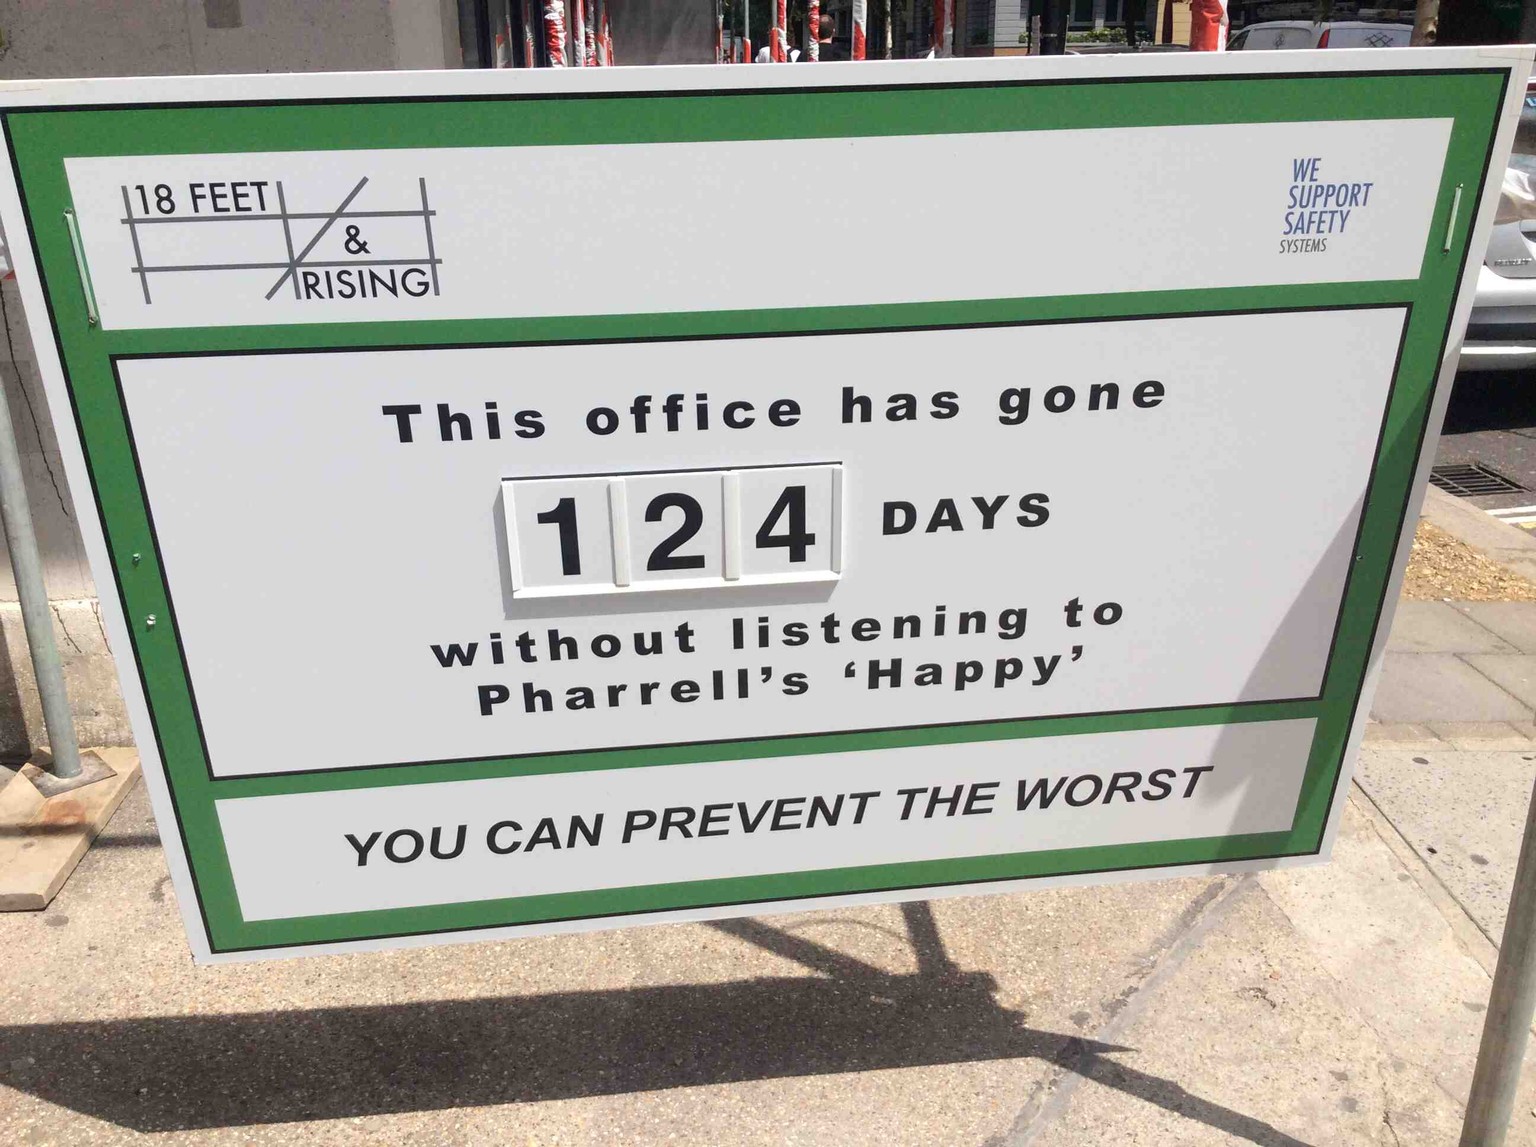 18 FEET
&
RISING
WE
SUPPORT
SAFETY
SYSTEMS
This office has gone
124 DAYS
without listening to
Pharrell’s ‘Happy’
YOU CAN PREVENT THE WORST